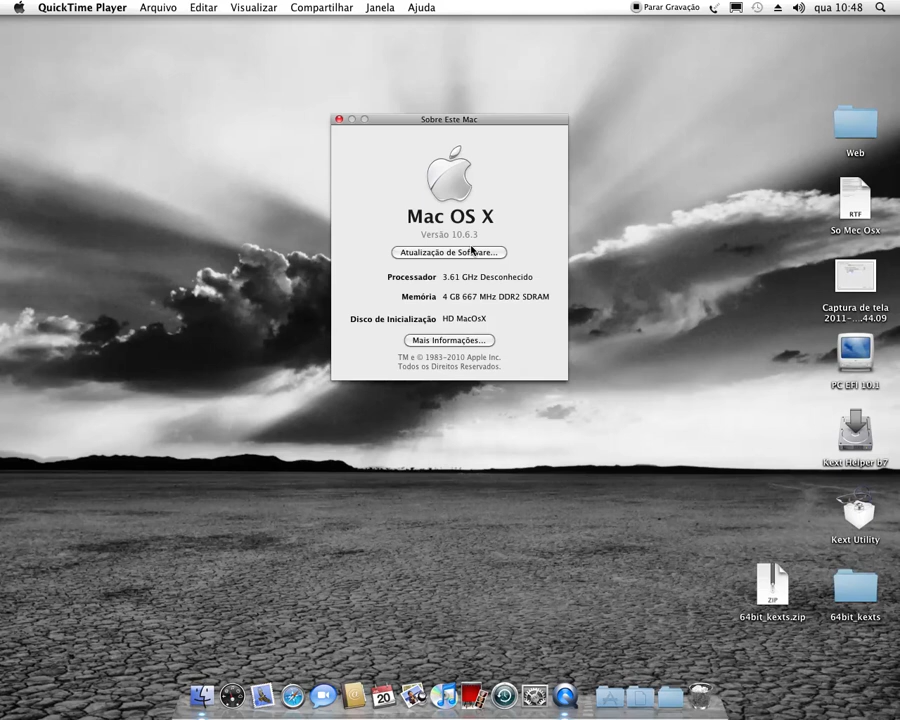 QuickTime Player Arquivo Editar Visualizar Compartilhar Janela Ajuda Parar Gravação qua 10:48
Sobre Este Mac
Mac OS X
Versão 10.6.3
Atualização de Software...
Processador 3.61 GHz Desconhecido
Memória 4 GB 667 MHz DDR2 SDRAM
Disco de Inicialização HD MacOsX
Mais Informações...
TM e © 1983-2010 Apple Inc.
Todos os Direitos Reservados.
Web
RTF
So Mec Osx
Captura de tela
2011-....44.09
PC EFI 10.1
Kext Helper b7
Kext Utility
ZIP
64bit_kexts.zip
64bit_kexts
20